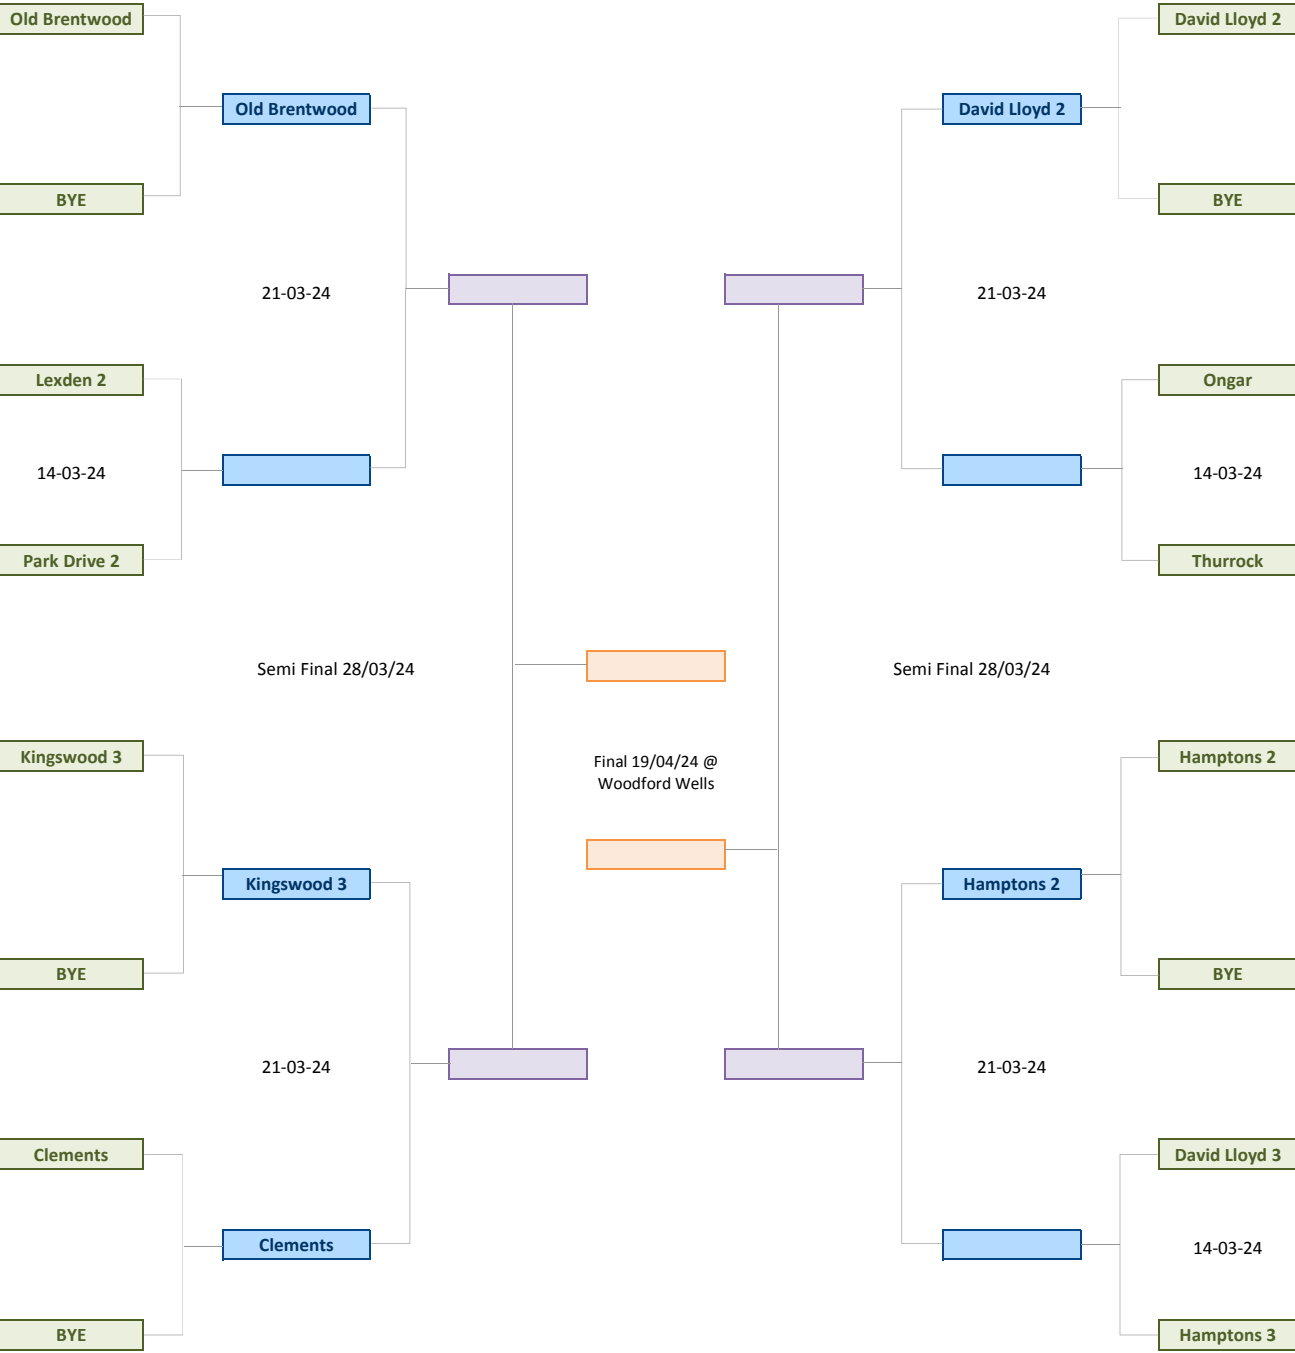 Old Brentwood
David Lloyd 2
Old Brentwood
David Lloyd 2
BYE
BYE
21-03-24
21-03-24
Lexden 2
Ongar
14-03-24
14-03-24
Park Drive 2
Thurrock
Semi Final 28/03/24
Semi Final 28/03/24
Kingswood 3
Hamptons 2
Final 19/04/24 @
Woodford Wells
Kingswood 3
Hamptons 2
BYE
BYE
21-03-24
21-03-24
Clements
David Lloyd 3
Clements
14-03-24
BYE
Hamptons 3